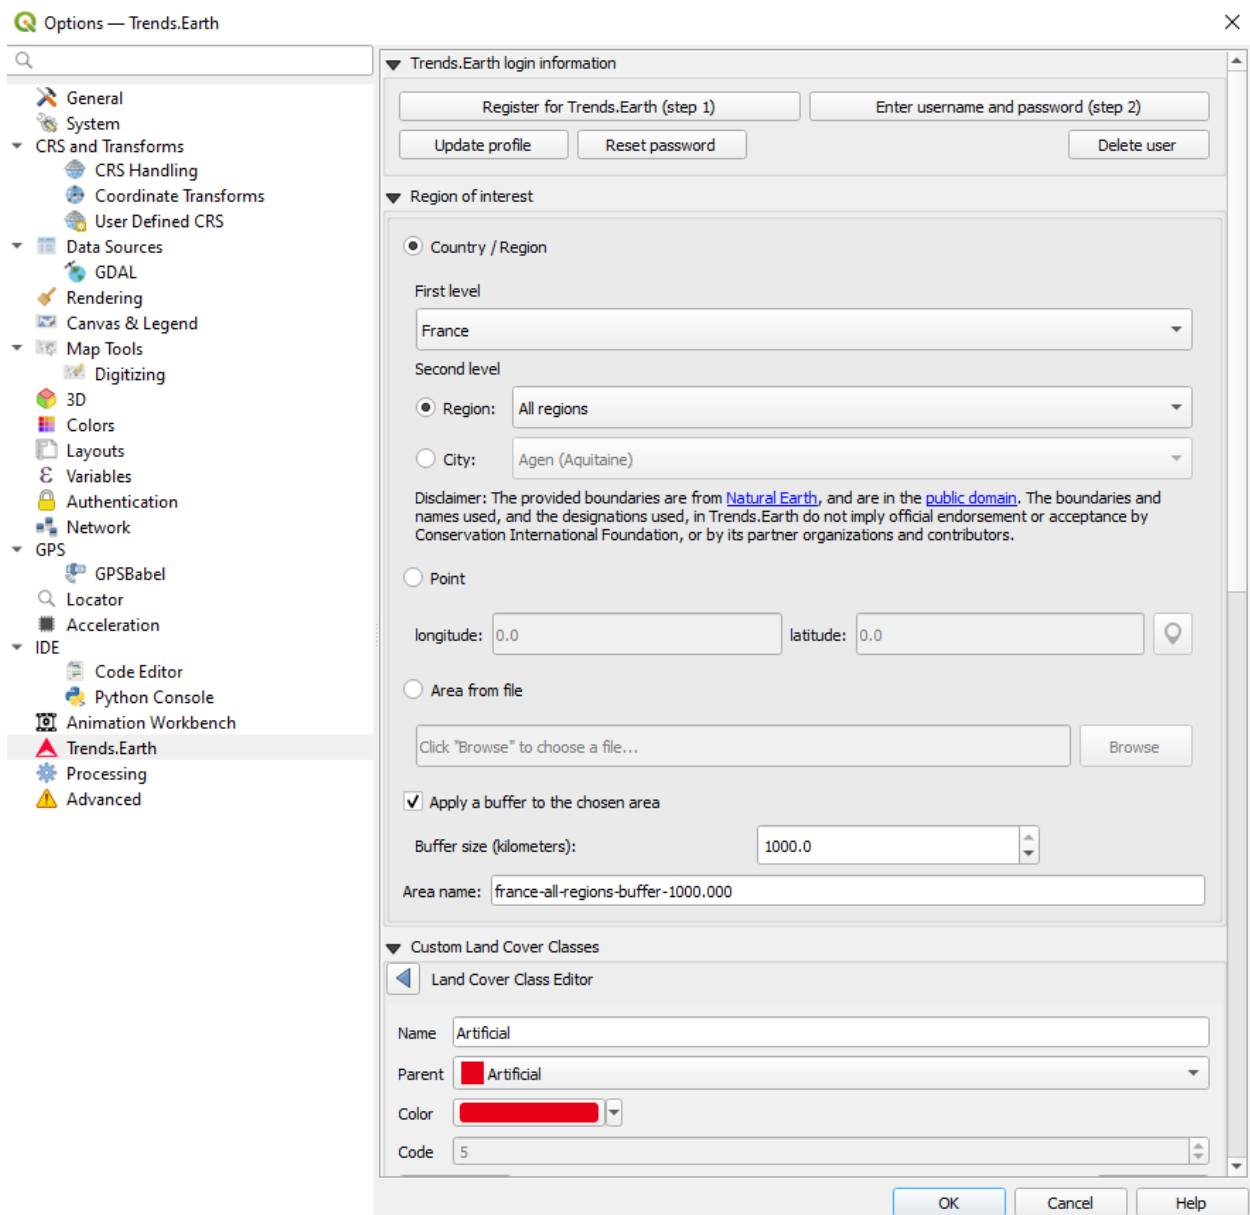 Options — Trends.Earth
General
System
CRS and Transforms
CRS Handling
Coordinate Transforms
User Defined CRS
Data Sources
GDAL
Rendering
Canvas & Legend
Map Tools
Digitizing
3D
Colors
Layouts
Variables
Authentication
Network
GPS
GPSBabel
Locator
Acceleration
IDE
Code Editor
Python Console
Animation Workbench
Trends.Earth
Processing
Advanced
Trends.Earth login information
Register for Trends.Earth (step 1)
Enter username and password (step 2)
Update profile
Reset password
Delete user
Region of interest
Country / Region
First level
France
Second level
Region: All regions
City: Agen (Aquitaine)
Disclaimer: The provided boundaries are from Natural Earth, and are in the public domain. The boundaries and
names used, and the designations used, in Trends.Earth do not imply official endorsement or acceptance by
Conservation International Foundation, or by its partner organizations and contributors.
Point
longitude: 0.0 latitude: 0.0
Area from file
Click "Browse" to choose a file... Browse
Apply a buffer to the chosen area
Buffer size (kilometers): 1000.0
Area name: france-all-regions-buffer-1000.000
Custom Land Cover Classes
Land Cover Class Editor
Name Artificial
Parent Artificial
Color
Code 5
OK Cancel Help